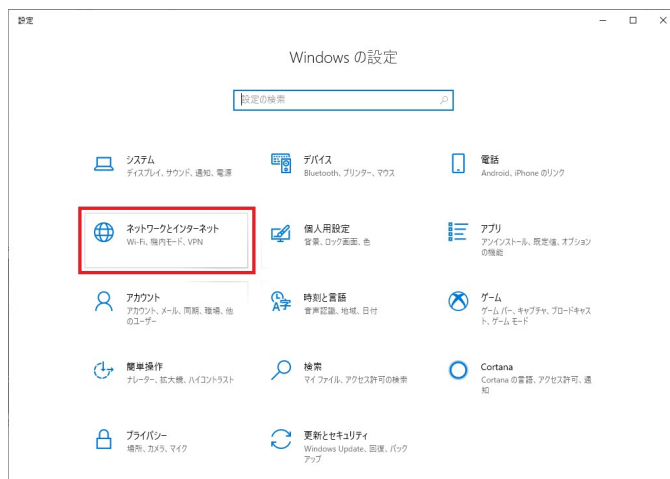 設定
Windows の設定
設定の検索
システム
ディスプレイ、サウンド、通知、電源
デバイス
Bluetooth、プリンター、マウス
電話
Android、iPhone のリンク
ネットワークとインターネット
Wi-Fi、機内モード、VPN
個人用設定
背景、ロック画面、色
アプリ
アンインストール、既定値、オプション
の機能
アカウント
アカウント、メール、同期、職場、他
のユーザー
時刻と言語
音声認識、地域、日付
ゲーム
ゲーム バー、キャプチャ、ブロードキャス
ト、ゲーム モード
簡単操作
ナレーター、拡大鏡、ハイコントラスト
検索
マイ ファイル、アクセス許可の検索
Cortana
Cortana の言語、アクセス許可、通
知
プライバシー
場所、カメラ、マイク
更新とセキュリティ
Windows Update、回復、バック
アップ